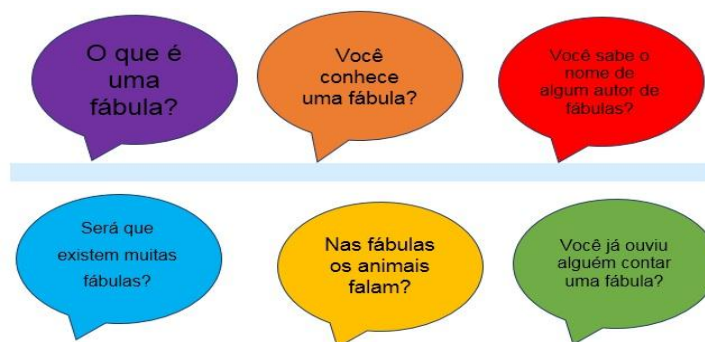 O que é
uma
fábula?
Você
conhece
uma fábula?
Você sabe o
nome de
algum autor de
fábulas?
Será que
existem muitas
fábulas?
Nas fábulas
os animais
falam?
Você já ouviu
alguém contar
uma fábula?